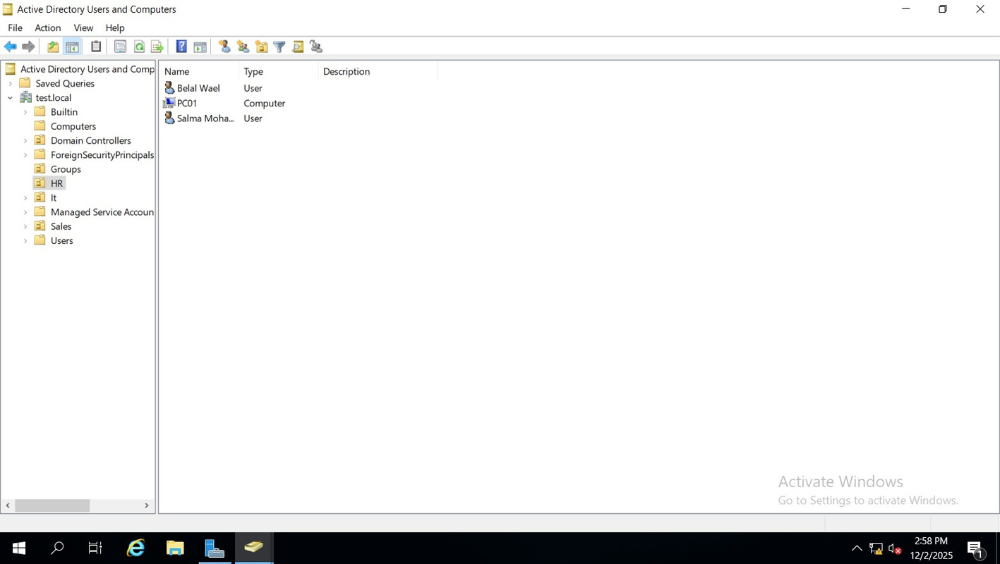 Active Directory Users and Computers
File Action View Help
Active Directory Users and Comp
Saved Queries
test.local
Builtin
Computers
Domain Controllers
ForeignSecurityPrincipals
Groups
HR
It
Managed Service Accoun
Sales
Users
Name Type Description
Belal Wael User
PC01 Computer
Salma Moha... User
Activate Windows
Go to Settings to activate Windows.
2:58 PM
12/2/2025
1